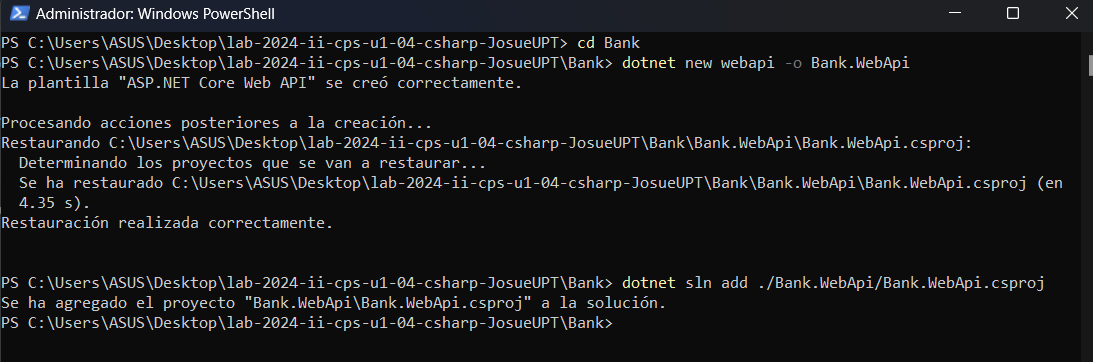 Administrador: Windows PowerShell
PS C:\Users\ASUS\Desktop\lab-2024-ii-cps-u1-04-csharp-JosueUPT> cd Bank
PS C:\Users\ASUS\Desktop\lab-2024-ii-cps-u1-04-csharp-JosueUPT\Bank> dotnet new webapi -o Bank.WebApi
La plantilla "ASP.NET Core Web API" se creó correctamente.
Procesando acciones posteriores a la creación...
Restaurando C:\Users\ASUS\Desktop\lab-2024-ii-cps-u1-04-csharp-JosueUPT\Bank\Bank.WebApi\Bank.WebApi.csproj:
Determinando los proyectos que se van a restaurar...
Se ha restaurado C:\Users\ASUS\Desktop\lab-2024-ii-cps-u1-04-csharp-JosueUPT\Bank\Bank.WebApi\Bank.WebApi.csproj (en
4.35 s).
Restauración realizada correctamente.
PS C:\Users\ASUS\Desktop\lab-2024-ii-cps-u1-04-csharp-JosueUPT\Bank> dotnet sln add ./Bank.WebApi/Bank.WebApi.csproj
Se ha agregado el proyecto "Bank.WebApi\Bank.WebApi.csproj" a la solución.
PS C:\Users\ASUS\Desktop\lab-2024-ii-cps-u1-04-csharp-JosueUPT\Bank>